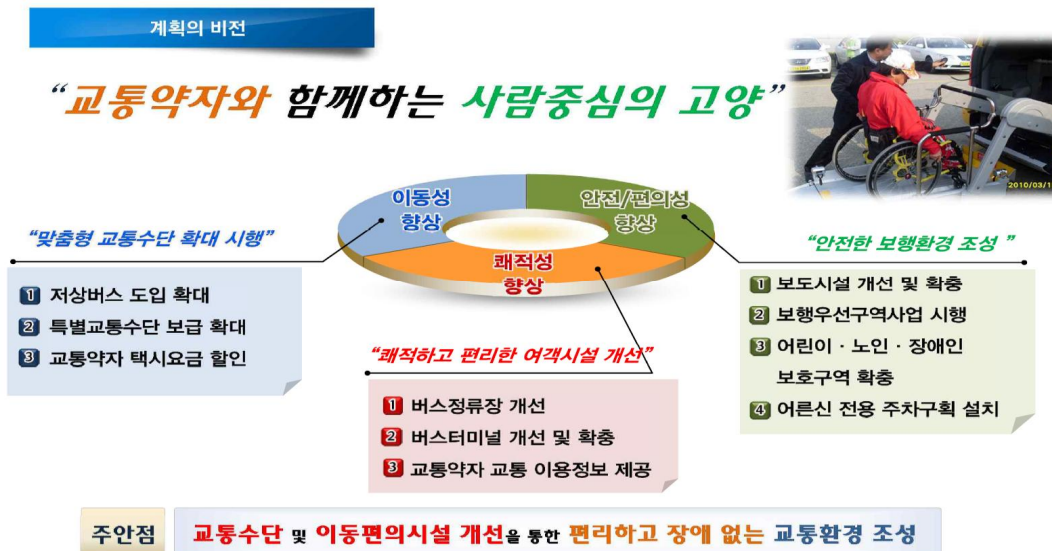 계획의 비전
“교통약자와 함께하는 사람중심의 고양”
2010/03/1
이동성
향상
안전/편의성
향상
쾌적성
향상
“맞춤형 교통수단 확대 시행”
1 저상버스 도입 확대
2 특별교통수단 보급 확대
3 교통약자 택시요금 할인
“쾌적하고 편리한 여객시설 개선”
1 버스정류장 개선
2 버스터미널 개선 및 확충
3 교통약자 교통 이용정보 제공
“안전한 보행환경 조성 ”
1 보도시설 개선 및 확충
2 보행우선구역사업 시행
3 어린이 · 노인 · 장애인
보호구역 확충
4 어른신 전용 주차구획 설치
주안점
교통수단 및 이동편의시설 개선을 통한 편리하고 장애 없는 교통환경 조성